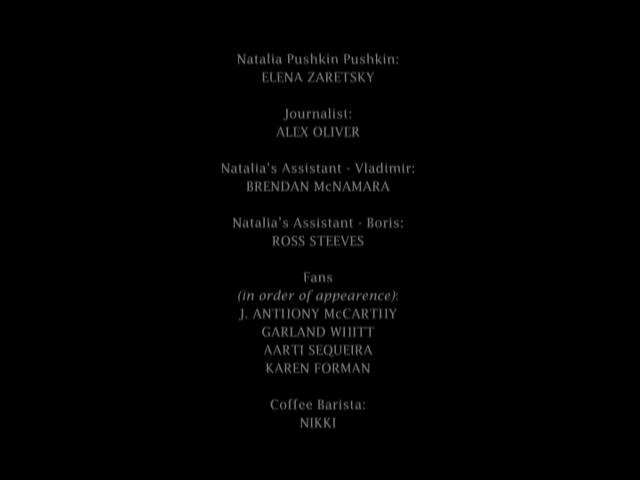 Natalia Pushkin Pushkin:
ELENA ZARETSKY
Journalist:
ALEX OLIVER
Natalia's Assistant - Vladimir:
BRENDAN McNAMARA
Natalia's Assistant - Boris:
ROSS STEEVES
Fans
(in order of appearence):
J. ANTHONY McCARTHY
GARLAND WHITT
AARTI SEQUEIRA
KAREN FORMAN
Coffee Barista:
NIKKI